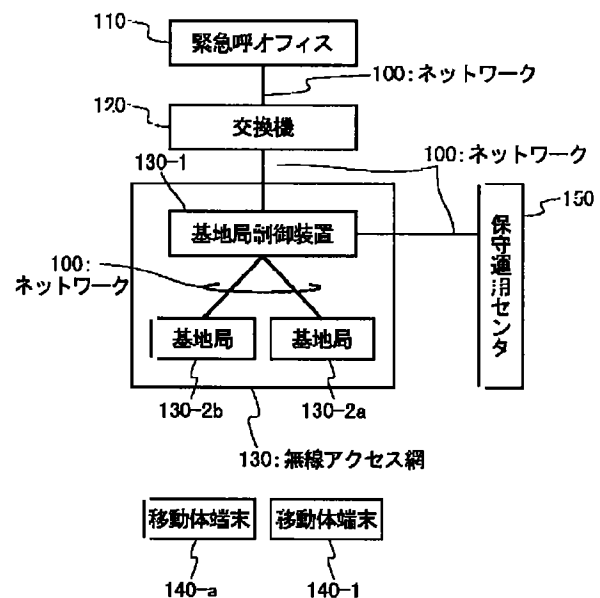 110
緊急呼オフィス
100:ネットワーク
120
交換機
100:ネットワーク
130-1
150
基地局制御装置
保守運用センタ
100:
ネットワーク
基地局
基地局
130-2b
130-2a
130:無線アクセス網
移動体端末
移動体端末
140-a
140-1